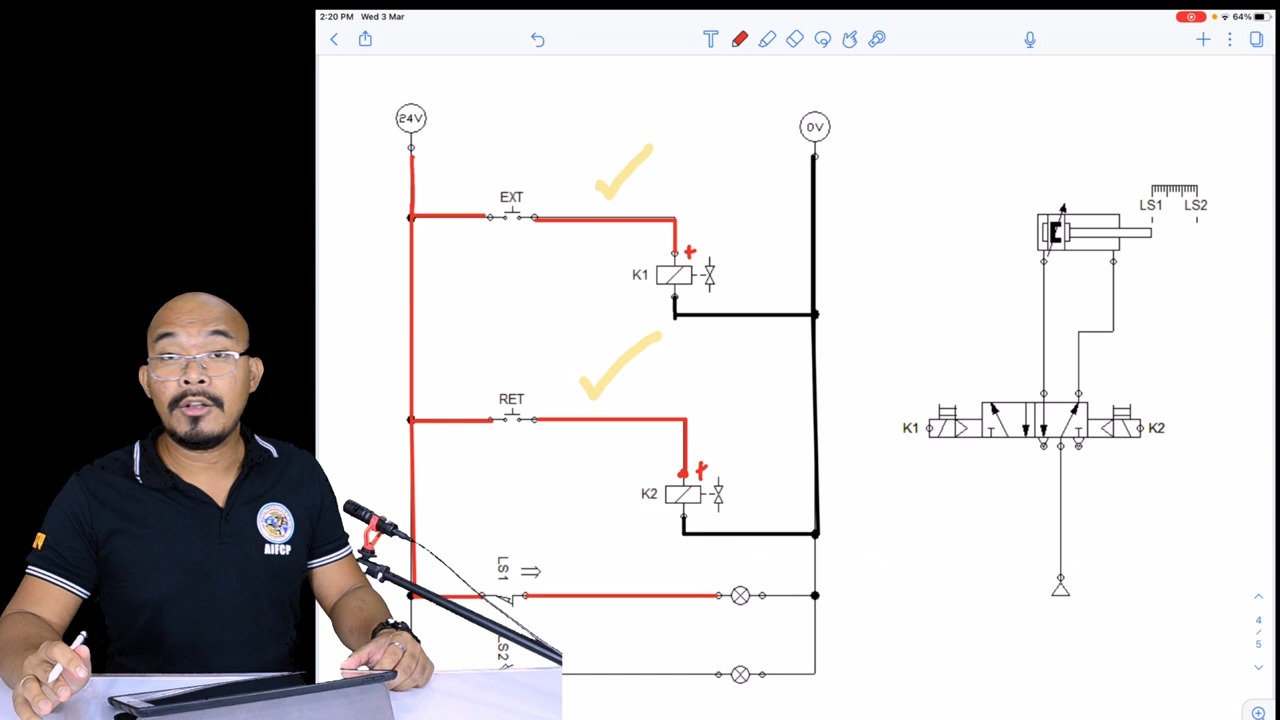 2:20 PM Wed 3 Mar
64%
24V
0V
EXT
K1
+
RET
K2
+
LS1
LS2
LS1 LS2
K1
K2
4
/
5
AIFCP